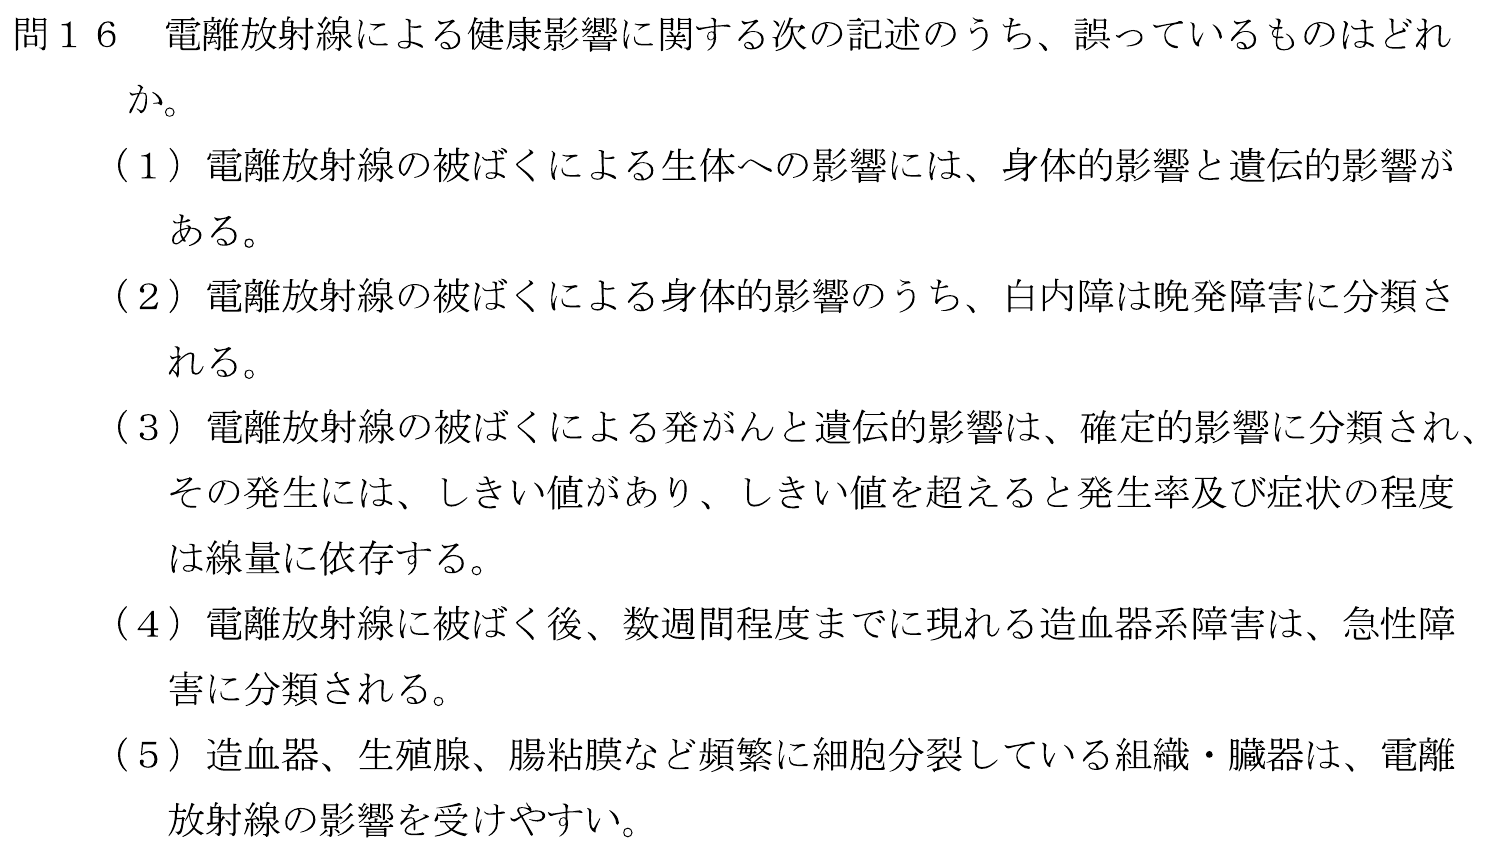 問１６　電離放射線による健康影響に関する次の記述のうち、誤っているものはどれ
か。
（１）電離放射線の被ばくによる生体への影響には、身体的影響と遺伝的影響が
ある。
（２）電離放射線の被ばくによる身体的影響のうち、白内障は晩発障害に分類さ
れる。
（３）電離放射線の被ばくによる発がんと遺伝的影響は、確定的影響に分類され、
その発生には、しきい値があり、しきい値を超えると発生率及び症状の程度
は線量に依存する。
（４）電離放射線に被ばく後、数週間程度までに現れる造血器系障害は、急性障
害に分類される。
（５）造血器、生殖腺、腸粘膜など頻繁に細胞分裂している組織・臓器は、電離
放射線の影響を受けやすい。